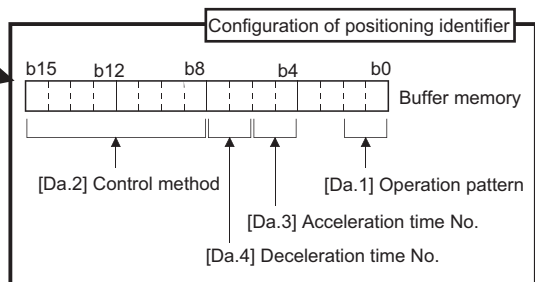 Configuration of positioning identifier
b15 b12 b8 b4 b0
Buffer memory
[Da.2] Control method
[Da.1] Operation pattern
[Da.3] Acceleration time No.
[Da.4] Deceleration time No.